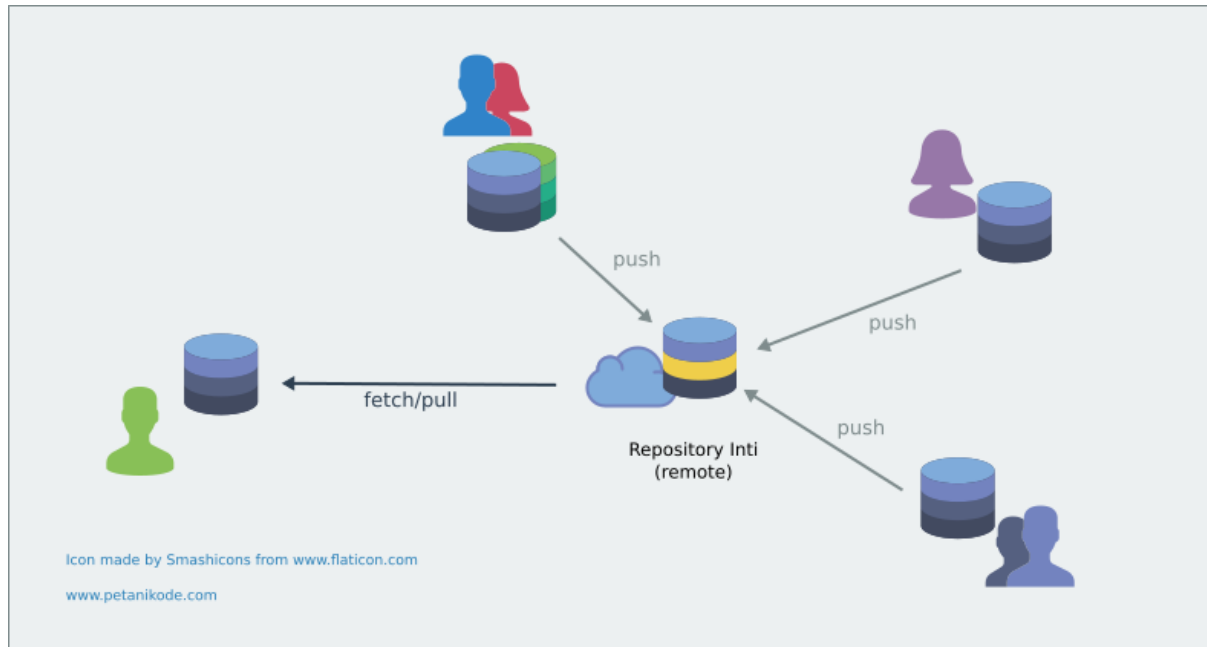 push
push
fetch/pull
push
Repository Inti
(remote)
Icon made by Smashicons from www.flaticon.com
www.petanikode.com